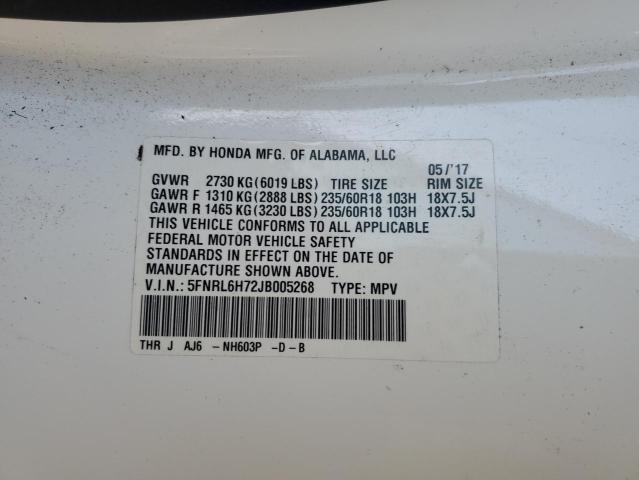 MFD. BY HONDA MFG. OF ALABAMA, LLC
05/'17
GVWR 2730 KG(6019 LBS) TIRE SIZE RIM SIZE
GAWR F 1310 KG(2888 LBS)235/60R18 103H 18X7.5J
GAWR R 1465 KG(3230 LBS)235/60R18 103H 18X7.5J
THIS VEHICLE CONFORMS TO ALL APPLICABLE
FEDERAL MOTOR VEHICLE SAFETY
STANDARDS IN EFFECT ON THE DATE OF
MANUFACTURE SHOWN ABOVE.
V.I.N.: 5FNRL6H72JB005268 TYPE: MPV
THR J AJ6 -NH603P -D-B